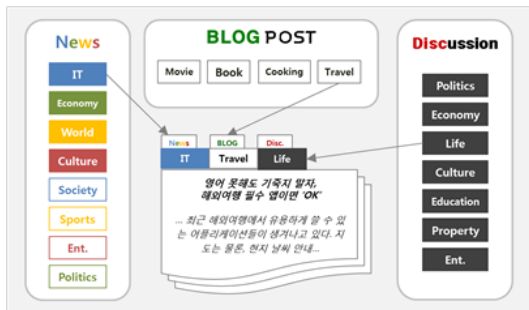 News
IT
Economy
World
Culture
Society
Sports
Ent.
Politics
BLOG POST
Movie
Book
Cooking
Travel
News
BLOG
Disc.
IT
Travel
Life
영어 못해도 기죽지 말자,
해외여행 필수 앱이면 'OK'
... 최근 해외여행에서 유용하게 쓸 수 있
는 어플리케이션들이 생겨나고 있다. 지
도는 물론, 현지 날씨 안내...
Discussion
Politics
Economy
Life
Culture
Education
Property
Ent.